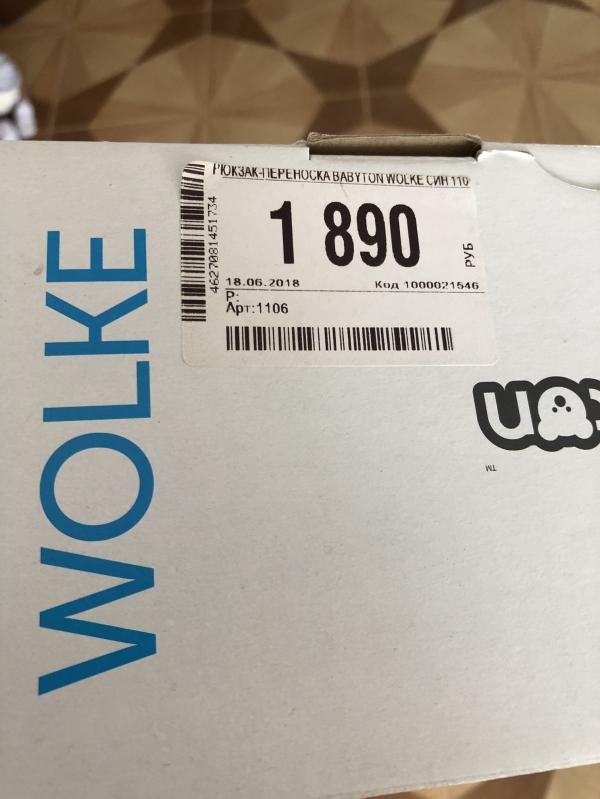 РЮКЗАК-ПЕРЕНОСКА BABYTON WOLKE СИН 110
1 890
РУБ
18.06.2018 Код 1000021546
Р:
Арт:1106
4627081451734
WOLKE
TM